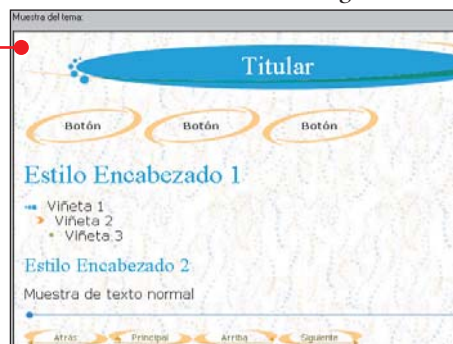 Muestra del tema:
Titular
Botón Botón Botón
Estilo Encabezado 1
Viñeta 1
Viñeta 2
Viñeta 3
Estilo Encabezado 2
Muestra de texto normal
Atrás Principal Arriba Siguiente